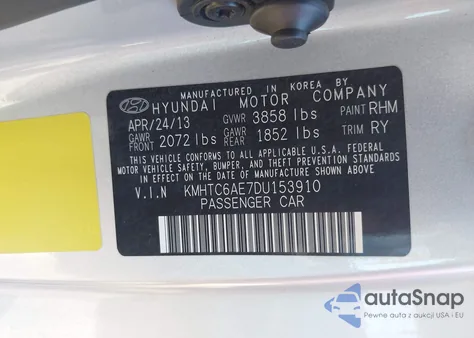 MANUFACTURED IN KOREA BY
HYUNDAI MOTOR COMPANY
APR/24/13 GVWR 3858 lbs PAINT RHM
GAWR FRONT 2072 lbs GAWR REAR 1852 lbs TRIM RY
THIS VEHICLE CONFORMS TO ALL APPLICABLE U.S.A. FEDERAL
MOTOR VEHICLE SAFETY, BUMPER, AND THEFT PREVENTION
STANDARDS IN EFFECT ON THE DATE OF MANUFACTURE SHOWN ABOVE.
V.I.N KMHTC6AE7DU153910
PASSENGER CAR
autoSnap
Pewne auta z USA i EU